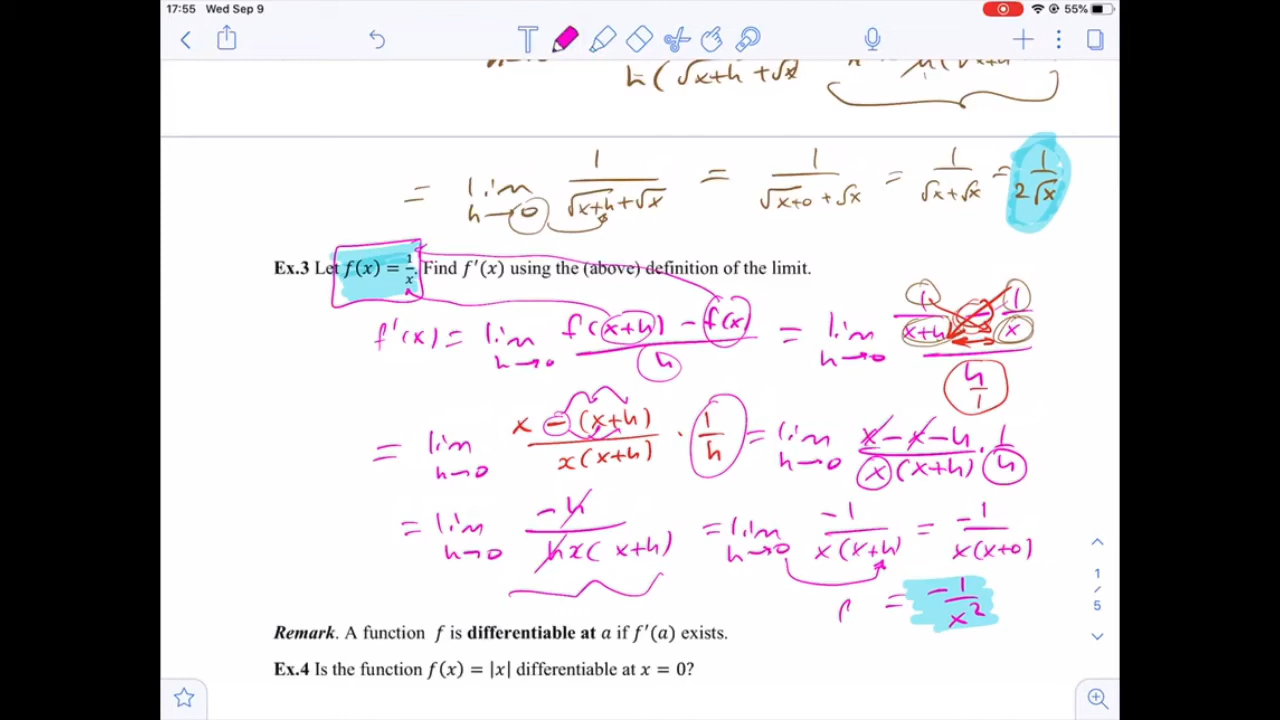 17:55 Wed Sep 9 55%
h(√x+h + √x)
= lim h→0 1/(√x+h + √x) = 1/(√x+0 + √x) = 1/(√x + √x) = 1/(2√x)
Ex.3 Let f(x) = 1/x. Find f′(x) using the (above) definition of the limit.
f'(x) = lim h→0 (f(x+h) - f(x))/h = lim h→0 (1/(x+h) - 1/x)/(h/1)
= lim h→0 (x - (x+h))/(x(x+h)) · 1/h = lim h→0 (x - x - h)/(x(x+h)) · 1/h
= lim h→0 -h/(hx(x+h)) = lim h→0 -1/(x(x+h)) = -1/(x(x+0))
= -1/x²
Remark. A function f is differentiable at a if f′(a) exists.
Ex.4 Is the function f(x) = |x| differentiable at x = 0?
1
/
5